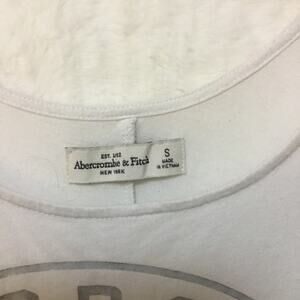 EST. 1892
Abercrombie & Fitch
NEW YORK
S
MADE
IN VIETNAM